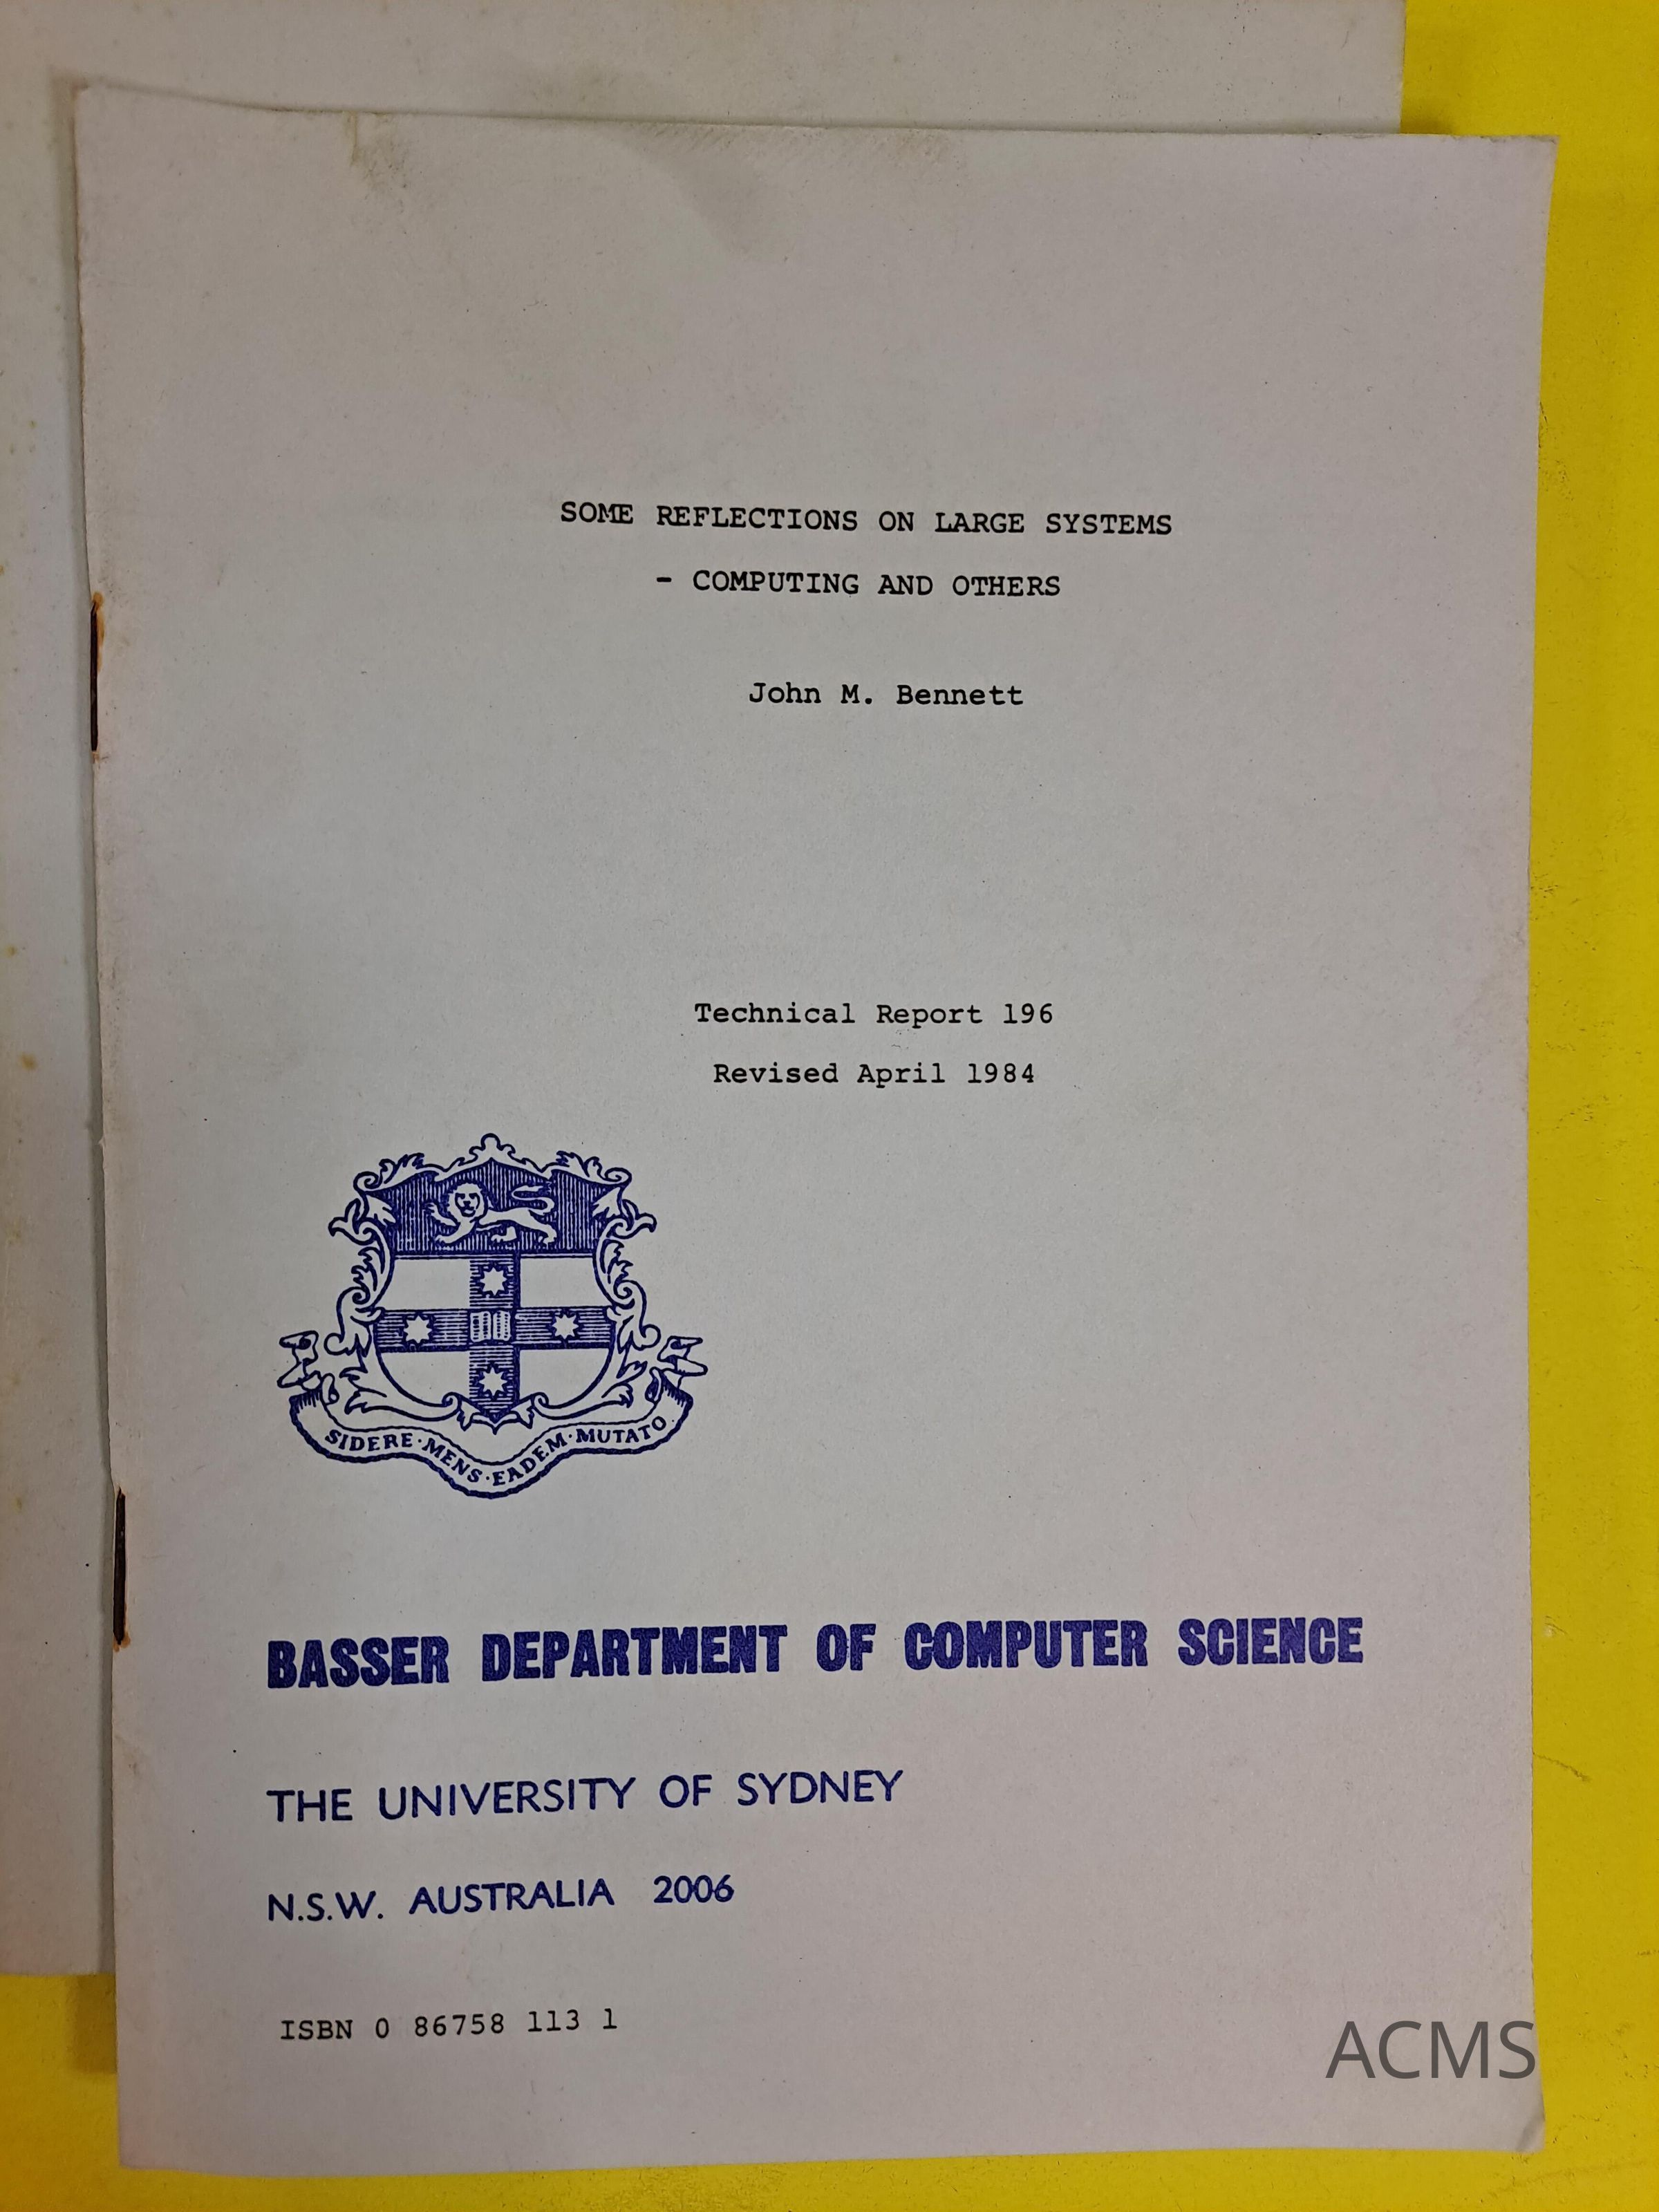 SOME REFLECTIONS ON LARGE SYSTEMS
- COMPUTING AND OTHERS
John M. Bennett
Technical Report 196
Revised April 1984
SIDERE·MENS·EADEM·MUTATO
BASSER DEPARTMENT OF COMPUTER SCIENCE
THE UNIVERSITY OF SYDNEY
N.S.W. AUSTRALIA 2006
ISBN 0 86758 113 1
ACMS